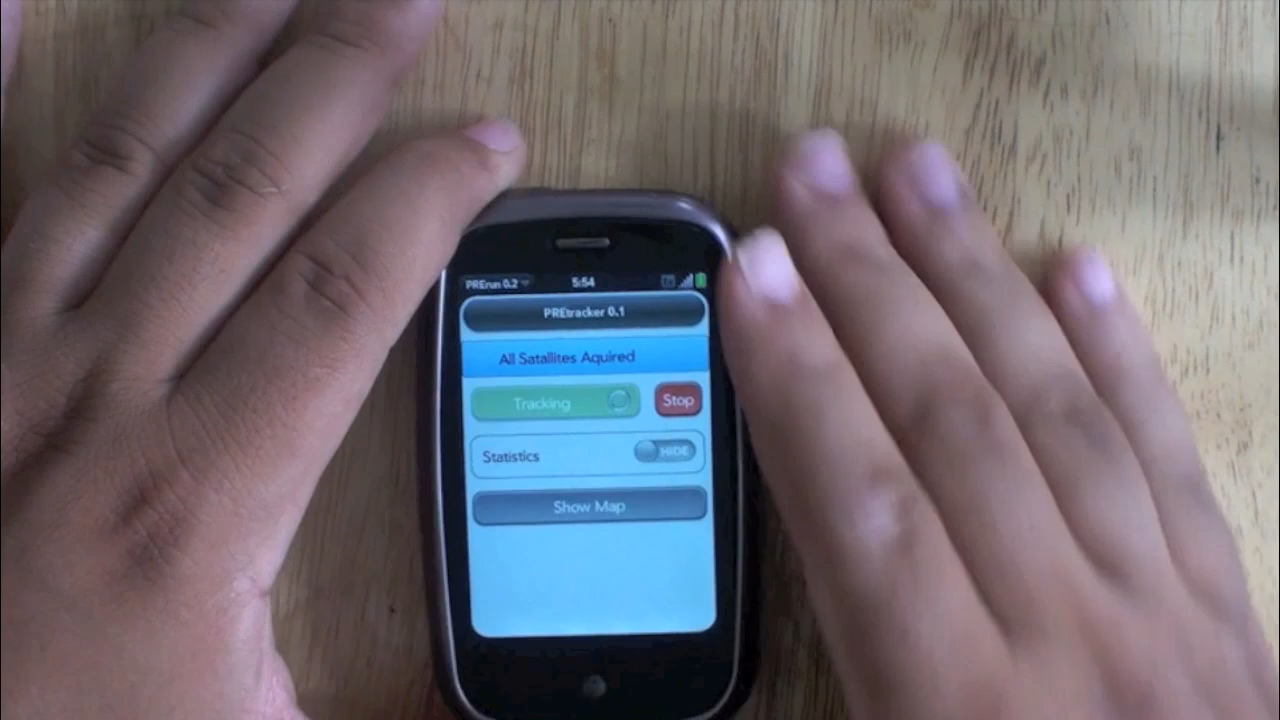 PRErun 0.2 5:54
PREtracker 0.1
All Satallites Aquired
Tracking Stop
Statistics HIDE
Show Map